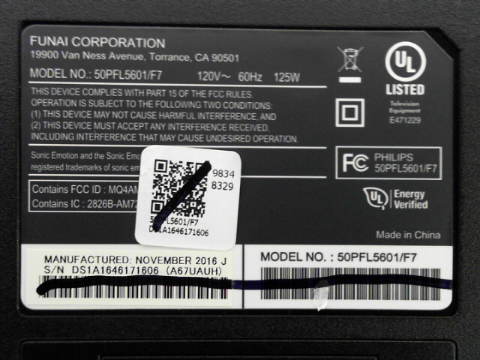 FUNAI CORPORATION
19900 Van Ness Avenue, Torrance, CA 90501
MODEL NO.: 50PFL5601/F7 120V～ 60Hz 125W
THIS DEVICE COMPLIES WITH PART 15 OF THE FCC RULES.
OPERATION IS SUBJECT TO THE FOLLOWING TWO CONDITIONS:
(1) THIS DEVICE MAY NOT CAUSE HARMFUL INTERFERENCE, AND
(2) THIS DEVICE MUST ACCEPT ANY INTERFERENCE RECEIVED,
INCLUDING INTERFERENCE THAT MAY CAUSE UNDESIRED OPERATION.
Sonic Emotion and the Sonic Emotion
trademarks of sonic emotion
Contains FCC ID : MQ4AM
Contains IC : 2826B-AM7
UL
LISTED
Television
Equipment
E471229
FC PHILIPS
50PFL5601/F7
UL Energy
Verified
Made in China
9834
8329
50PFL5601/F7
DS1A1646171606
MANUFACTURED: NOVEMBER 2016 J
S/N DS1A1646171606 (A67UAUH)
MODEL NO. : 50PFL5601/F7